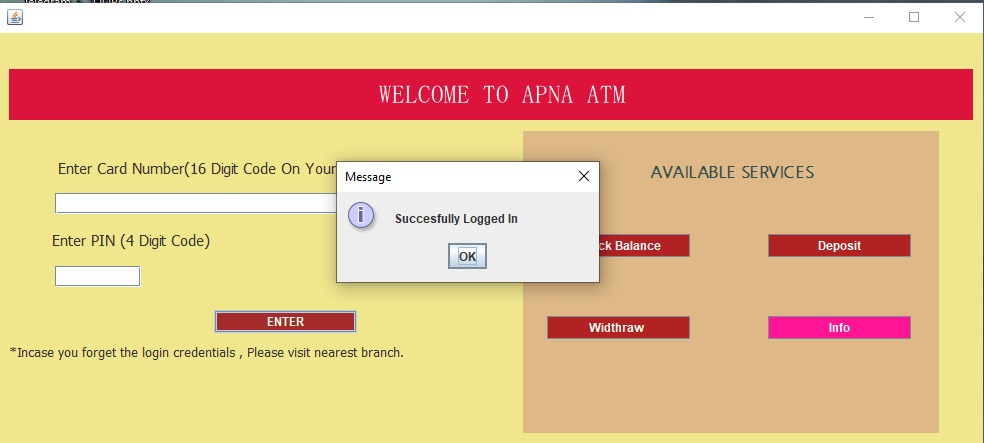 WELCOME TO APNA ATM
Enter Card Number(16 Digit Code On Your
Enter PIN (4 Digit Code)
ENTER
*Incase you forget the login credentials , Please visit nearest branch.
Message
Succesfully Logged In
OK
AVAILABLE SERVICES
Balance
Deposit
Widthraw
Info